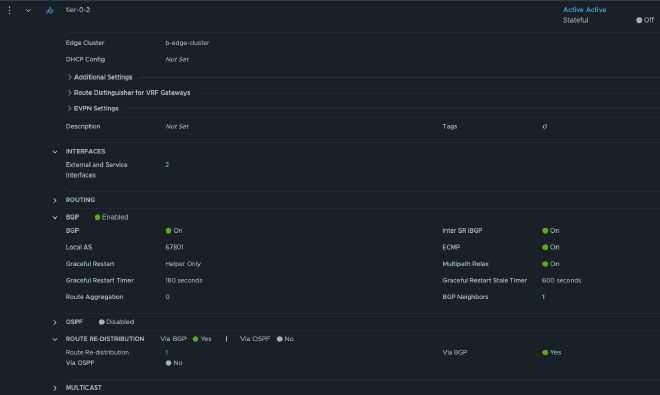 tier-0-2 Active Active
Stateful Off
Edge Cluster b-edge-cluster
DHCP Config Not Set
Additional Settings
Route Distinguisher for VRF Gateways
EVPN Settings
Description Not Set Tags 0
INTERFACES
External and Service 2
Interfaces
ROUTING
BGP Enabled
BGP On Inter SR iBGP On
Local AS 67801 ECMP On
Graceful Restart Helper Only Multipath Relax On
Graceful Restart Timer 180 seconds Graceful Restart Stale Timer 600 seconds
Route Aggregation 0 BGP Neighbors 1
OSPF Disabled
ROUTE RE-DISTRIBUTION Via BGP Yes | Via OSPF No
Route Re-distribution 1 Via BGP Yes
Via OSPF No
MULTICAST